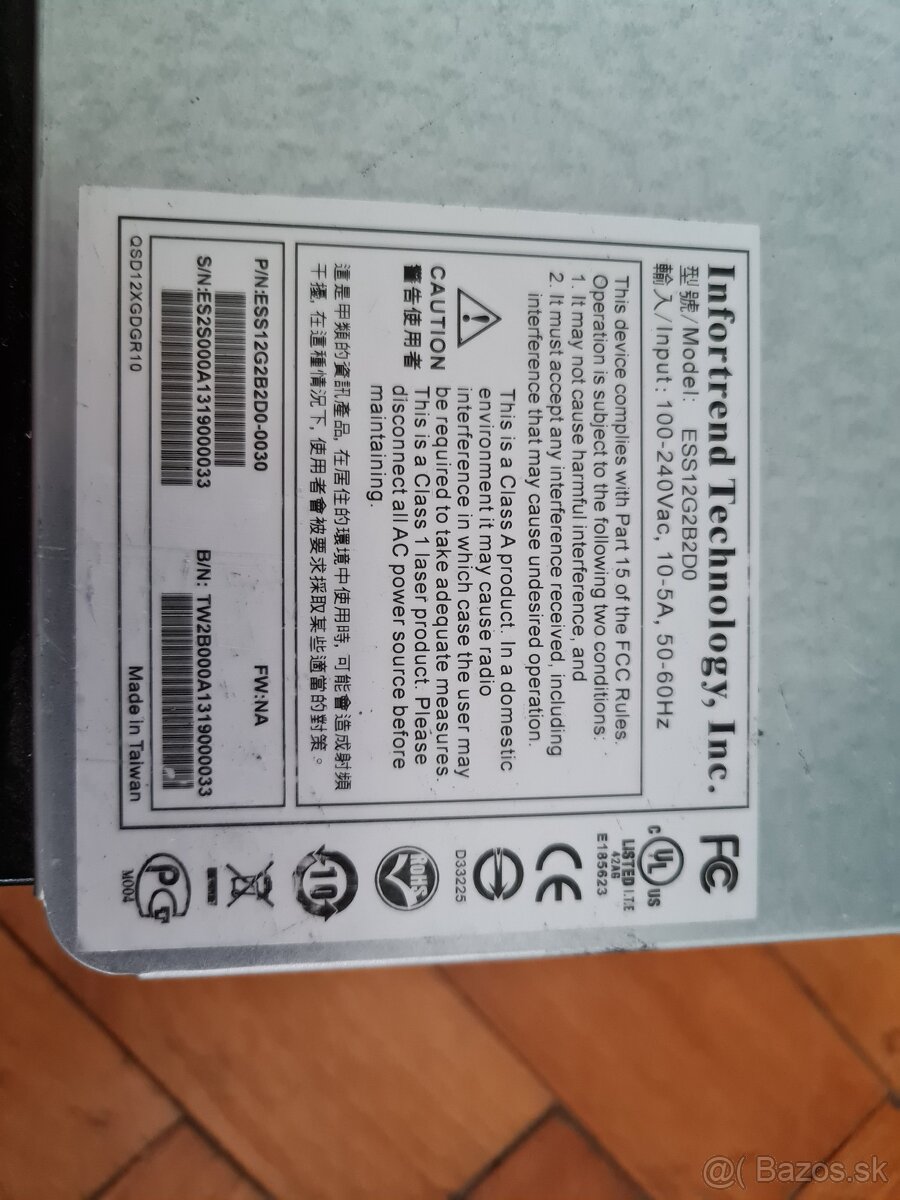 Infortrend Technology, Inc.
型號/Model: ESS12G2B2D0
輸入/Input: 100-240Vac, 10-5A, 50-60Hz
This device complies with Part 15 of the FCC Rules.
Operation is subject to the following two conditions:
1. It may not cause harmful interference, and
2. It must accept any interference received, including
interference that may cause undesired operation.
CAUTION
警告使用者
This is a Class A product. In a domestic
environment it may cause radio
interference in which case the user may
be required to take adequate measures.
This is a Class 1 laser product. Please
disconnect all AC power source before
maintaining.
這是甲類的資訊產品, 在居住的環境中使用時, 可能會造成射頻
干擾, 在這種情況下, 使用者會被要求採取某些適當的對策。
P/N:ESS12G2B2D0-0030 FW:NA
S/N:ES2S000A1319000033 B/N: TW2B000A1319000033
QSD12XGDGR10 Made in Taiwan
FC
C UL US
LISTED I.T.E
42AG
E185623
CE
D33225
RoHS
10
PG
M004
@( Bazos.sk